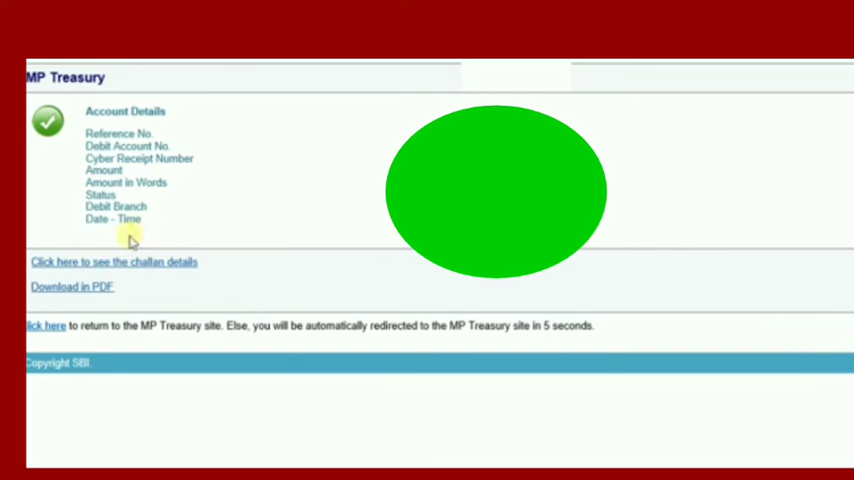 MP Treasury
Account Details
Reference No.
Debit Account No.
Cyber Receipt Number
Amount
Amount in Words
Status
Debit Branch
Date - Time
Click here to see the challan details
Download in PDF
lick here to return to the MP Treasury site. Else, you will be automatically redirected to the MP Treasury site in 5 seconds.
Copyright SBI.